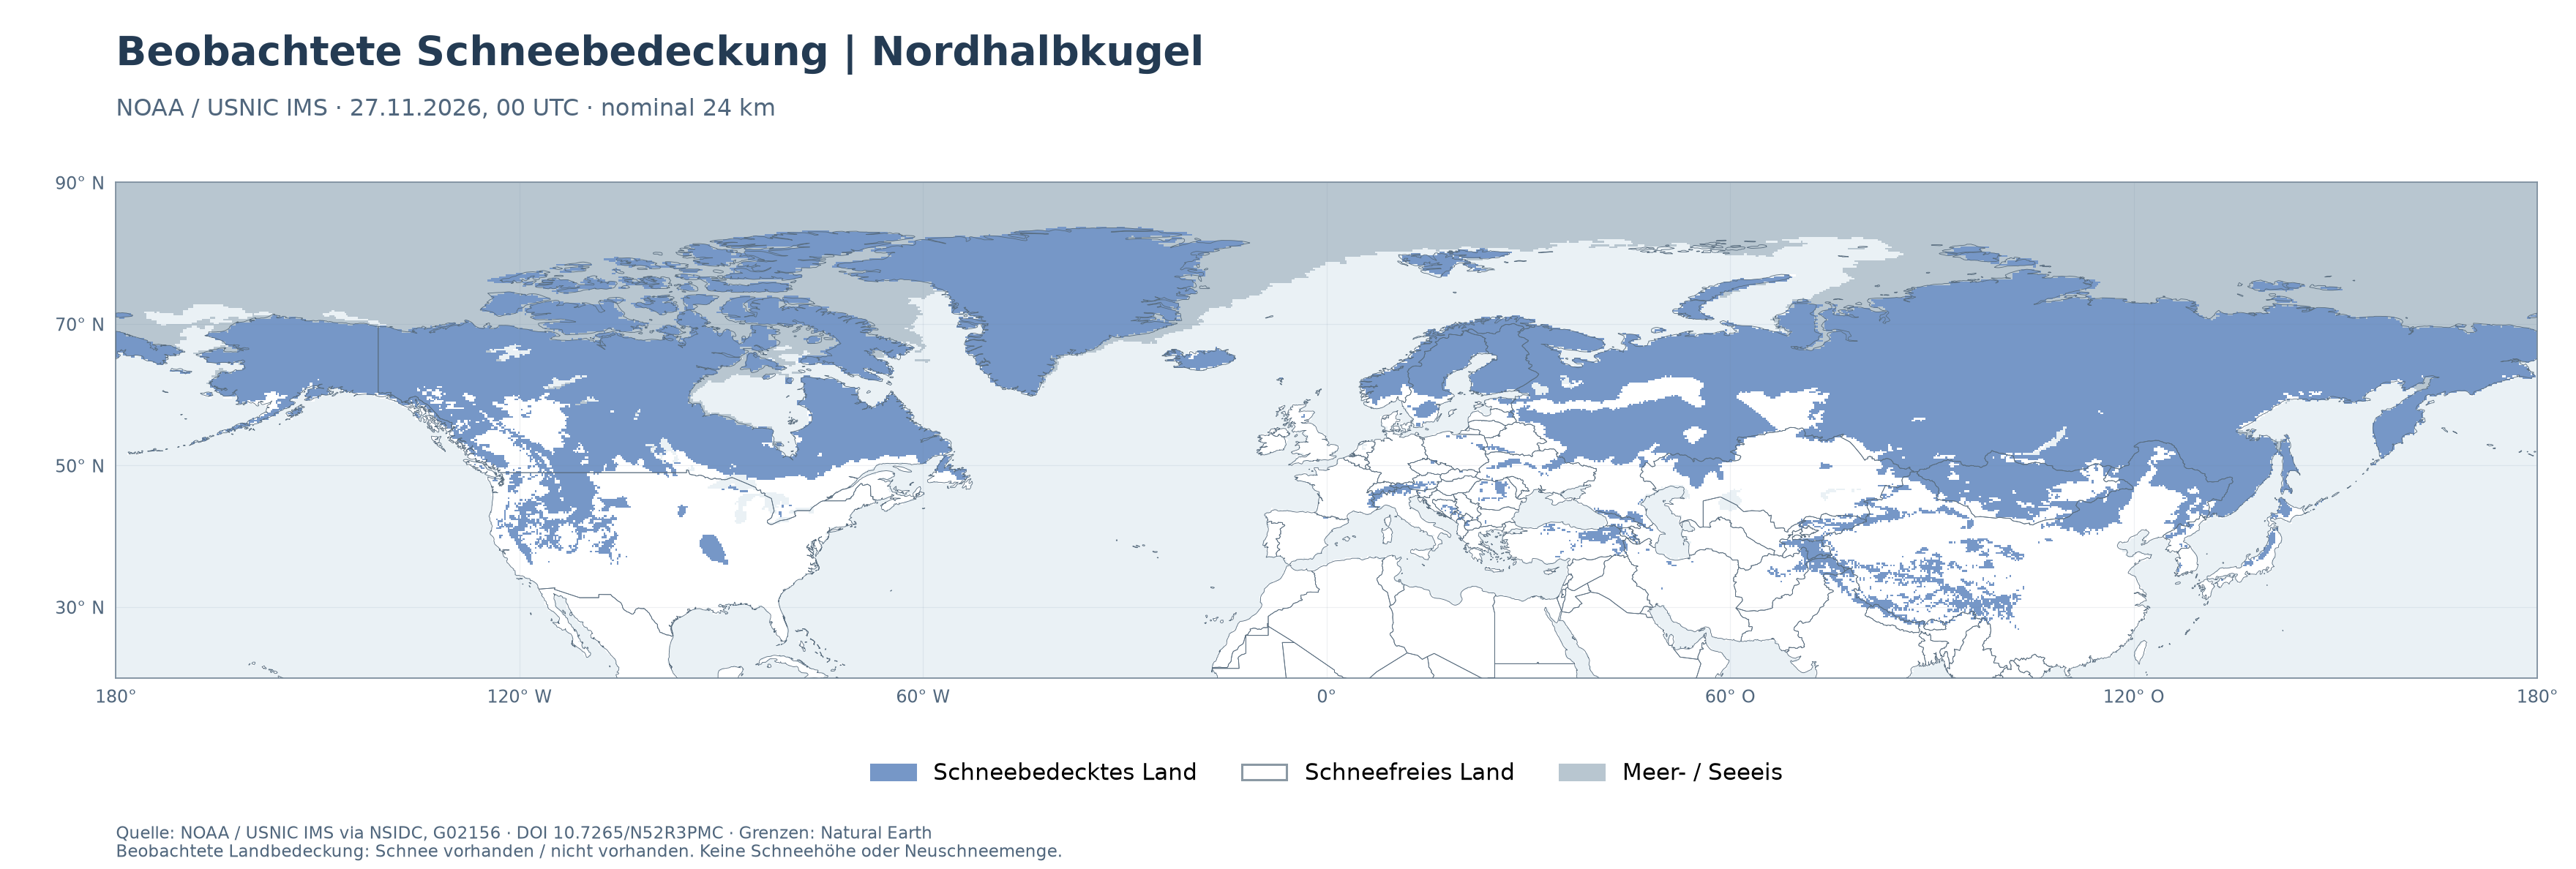 Beobachtete Schneebedeckung | Nordhalbkugel
NOAA / USNIC IMS · 27.11.2026, 00 UTC · nominal 24 km
90° N
70° N
50° N
30° N
180°
120° W
60° W
0°
60° O
120° O
180°
Schneebedecktes Land
Schneefreies Land
Meer- / Seeeis
Quelle: NOAA / USNIC IMS via NSIDC, G02156 · DOI 10.7265/N52R3PMC · Grenzen: Natural Earth
Beobachtete Landbedeckung: Schnee vorhanden / nicht vorhanden. Keine Schneehöhe oder Neuschneemenge.